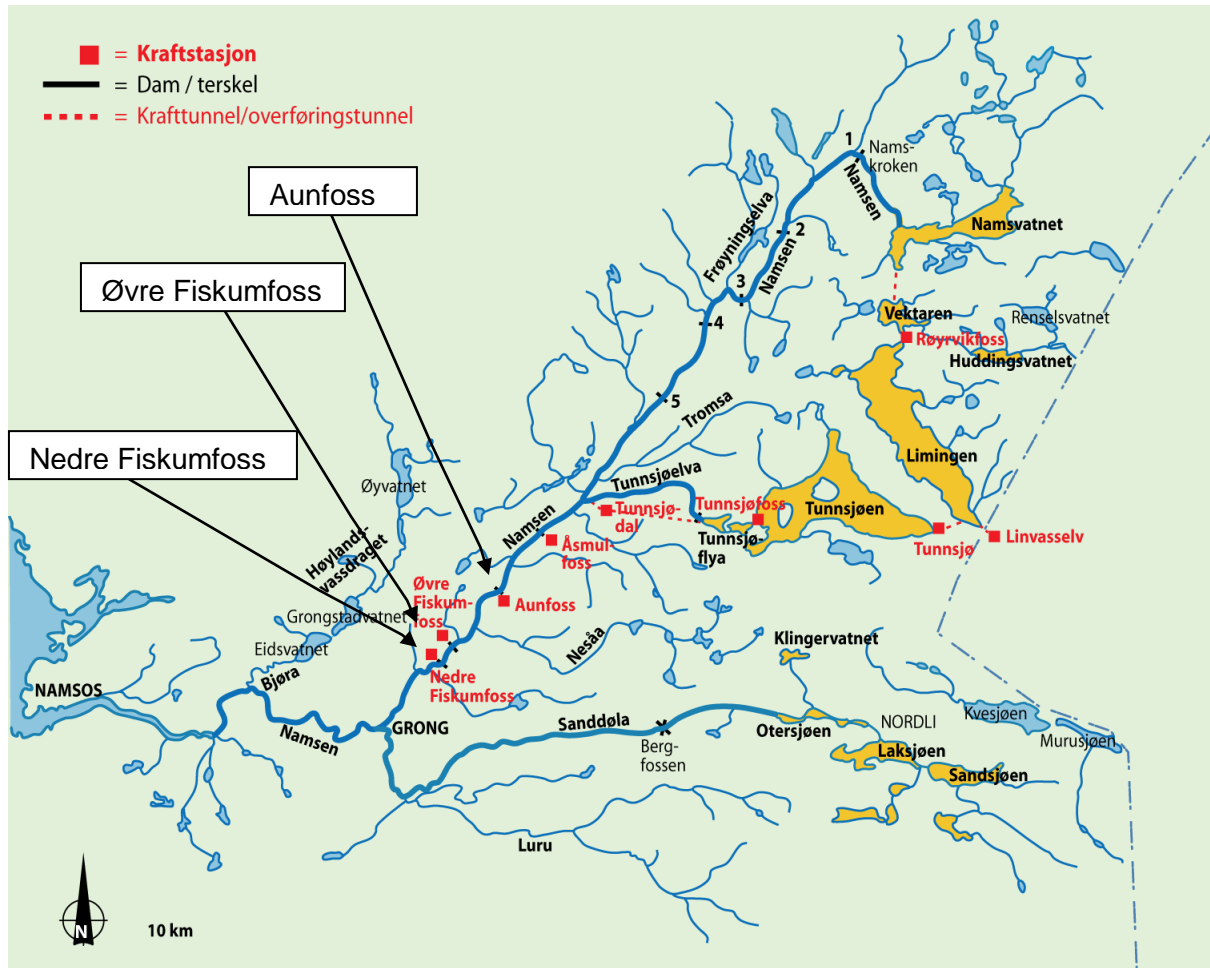 = Kraftstasjon
= Dam / terskel
= Krafttunnel/overføringstunnel
Aunfoss
Øvre Fiskumfoss
Nedre Fiskumfoss
1
Nams-
kroken
Namsen
Namsvatnet
2
Namsen
Frøyningselva
3
4
5
Vektaren
Renselsvatnet
Røyrvikfoss
Huddingsvatnet
Limingen
Tromsa
Tunnsjøelva
Tunnsjø-
dal
Tunnsjøfoss
Tunnsjøen
Tunnsjø-
flya
Tunnsjø
Linvasselv
Øyvatnet
Høylands-
vassdraget
Namsen
Åsmul-
foss
Aunfoss
Øvre
Fiskum-
foss
Grongstadvatnet
Eidsvatnet
Bjøra
Nedre
Fiskumfoss
Nesåa
Klingervatnet
NAMSOS
Namsen
GRONG
Sanddøla
Berg-
fossen
Otersjøen
NORDLI
Kvesjøen
Murusjøen
Laksjøen
Sandsjøen
Luru
N
10 km